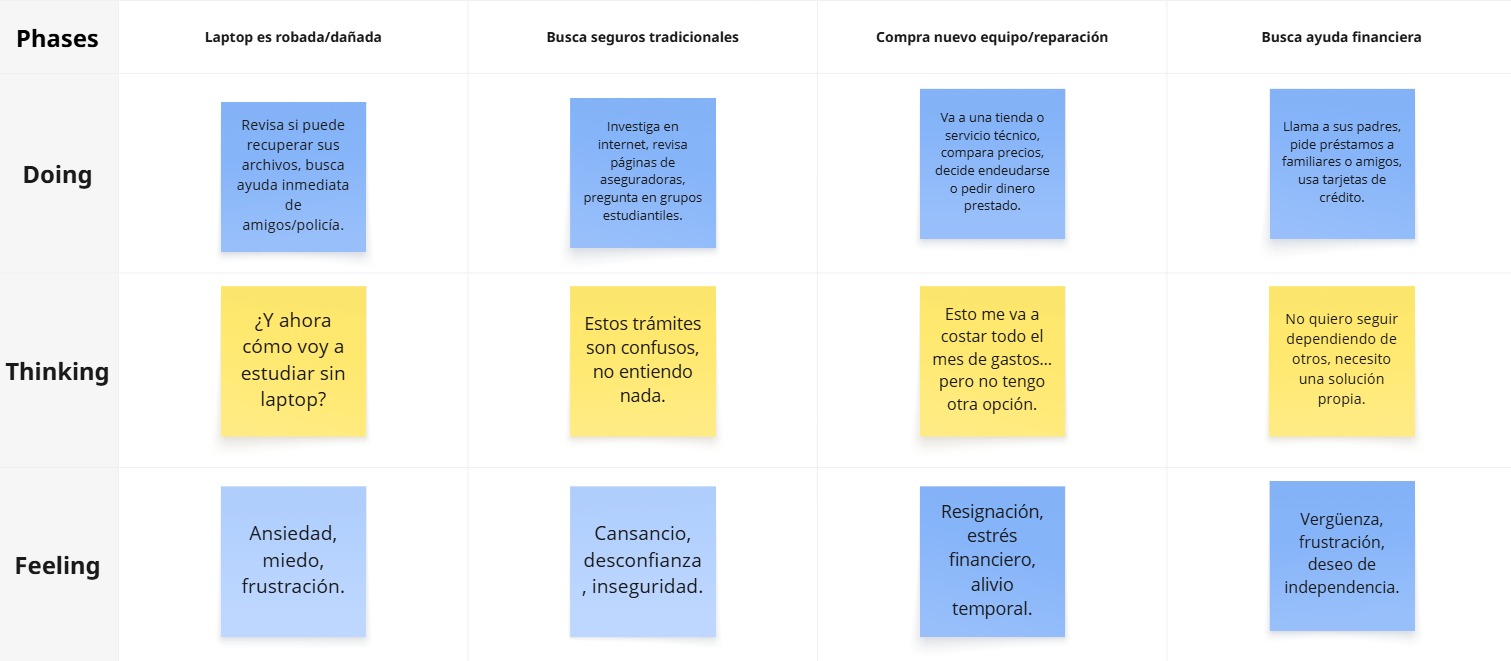 Phases
Laptop es robada/dañada
Busca seguros tradicionales
Compra nuevo equipo/reparación
Busca ayuda financiera
Doing
Revisa si puede
recuperar sus
archivos, busca
ayuda inmediata
de
amigos/policía.
Investiga en
internet, revisa
páginas de
aseguradoras,
pregunta en grupos
estudiantiles.
Va a una tienda o
servicio técnico,
compara precios,
decide endeudarse
o pedir dinero
prestado.
Llama a sus padres,
pide préstamos a
familiares o amigos,
usa tarjetas de
crédito.
Thinking
¿Y ahora
cómo voy a
estudiar sin
laptop?
Estos trámites
son confusos,
no entiendo
nada.
Esto me va a
costar todo el
mes de gastos...
pero no tengo
otra opción.
No quiero seguir
dependiendo de
otros, necesito
una solución
propia.
Feeling
Ansiedad,
miedo,
frustración.
Cansancio,
desconfianza
, inseguridad.
Resignación,
estrés
financiero,
alivio
temporal.
Vergüenza,
frustración,
deseo de
independencia.